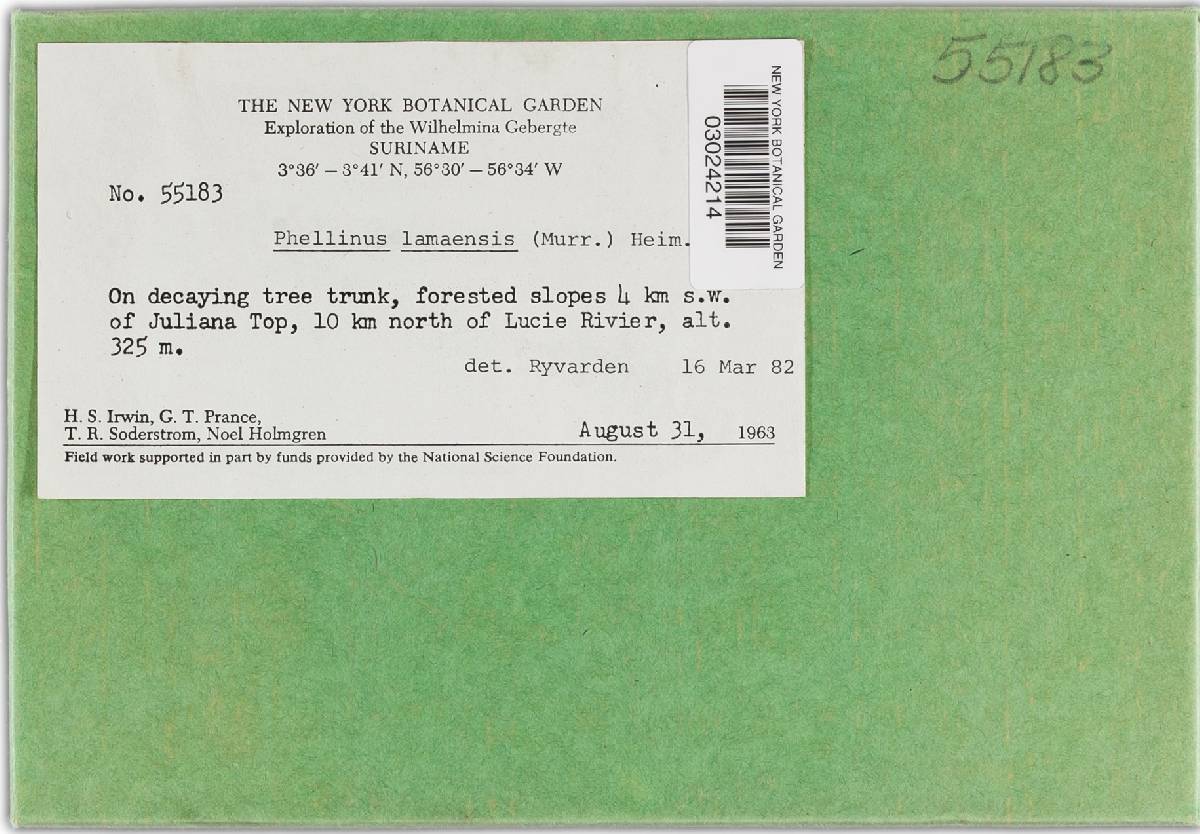 55183
THE NEW YORK BOTANICAL GARDEN
Exploration of the Wilhelmina Gebergte
SURINAME
3°36′ – 3°41′ N, 56°30′ – 56°34′ W
No. 55183
Phellinus lamaensis (Murr.) Heim.
On decaying tree trunk, forested slopes 4 km s.w.
of Juliana Top, 10 km north of Lucie Rivier, alt.
325 m.
det. Ryvarden 16 Mar 82
H. S. Irwin, G. T. Prance,
T. R. Soderstrom, Noel Holmgren
August 31, 1963
Field work supported in part by funds provided by the National Science Foundation.
NEW YORK BOTANICAL GARDEN
03024214